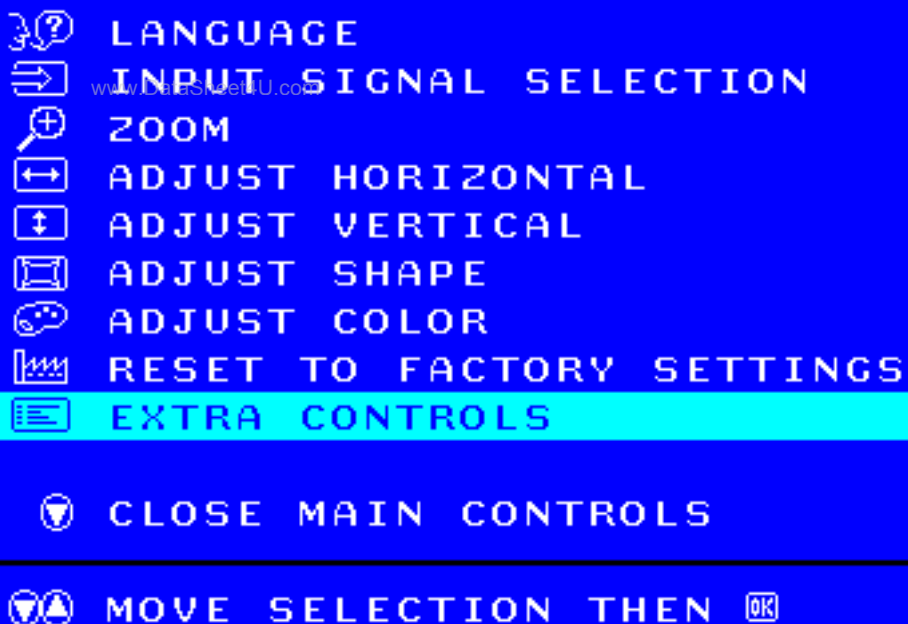 LANGUAGE
INPUT SIGNAL SELECTION
www.DataSheet4U.com
ZOOM
ADJUST HORIZONTAL
ADJUST VERTICAL
ADJUST SHAPE
ADJUST COLOR
RESET TO FACTORY SETTINGS
EXTRA CONTROLS
CLOSE MAIN CONTROLS
MOVE SELECTION THEN OK